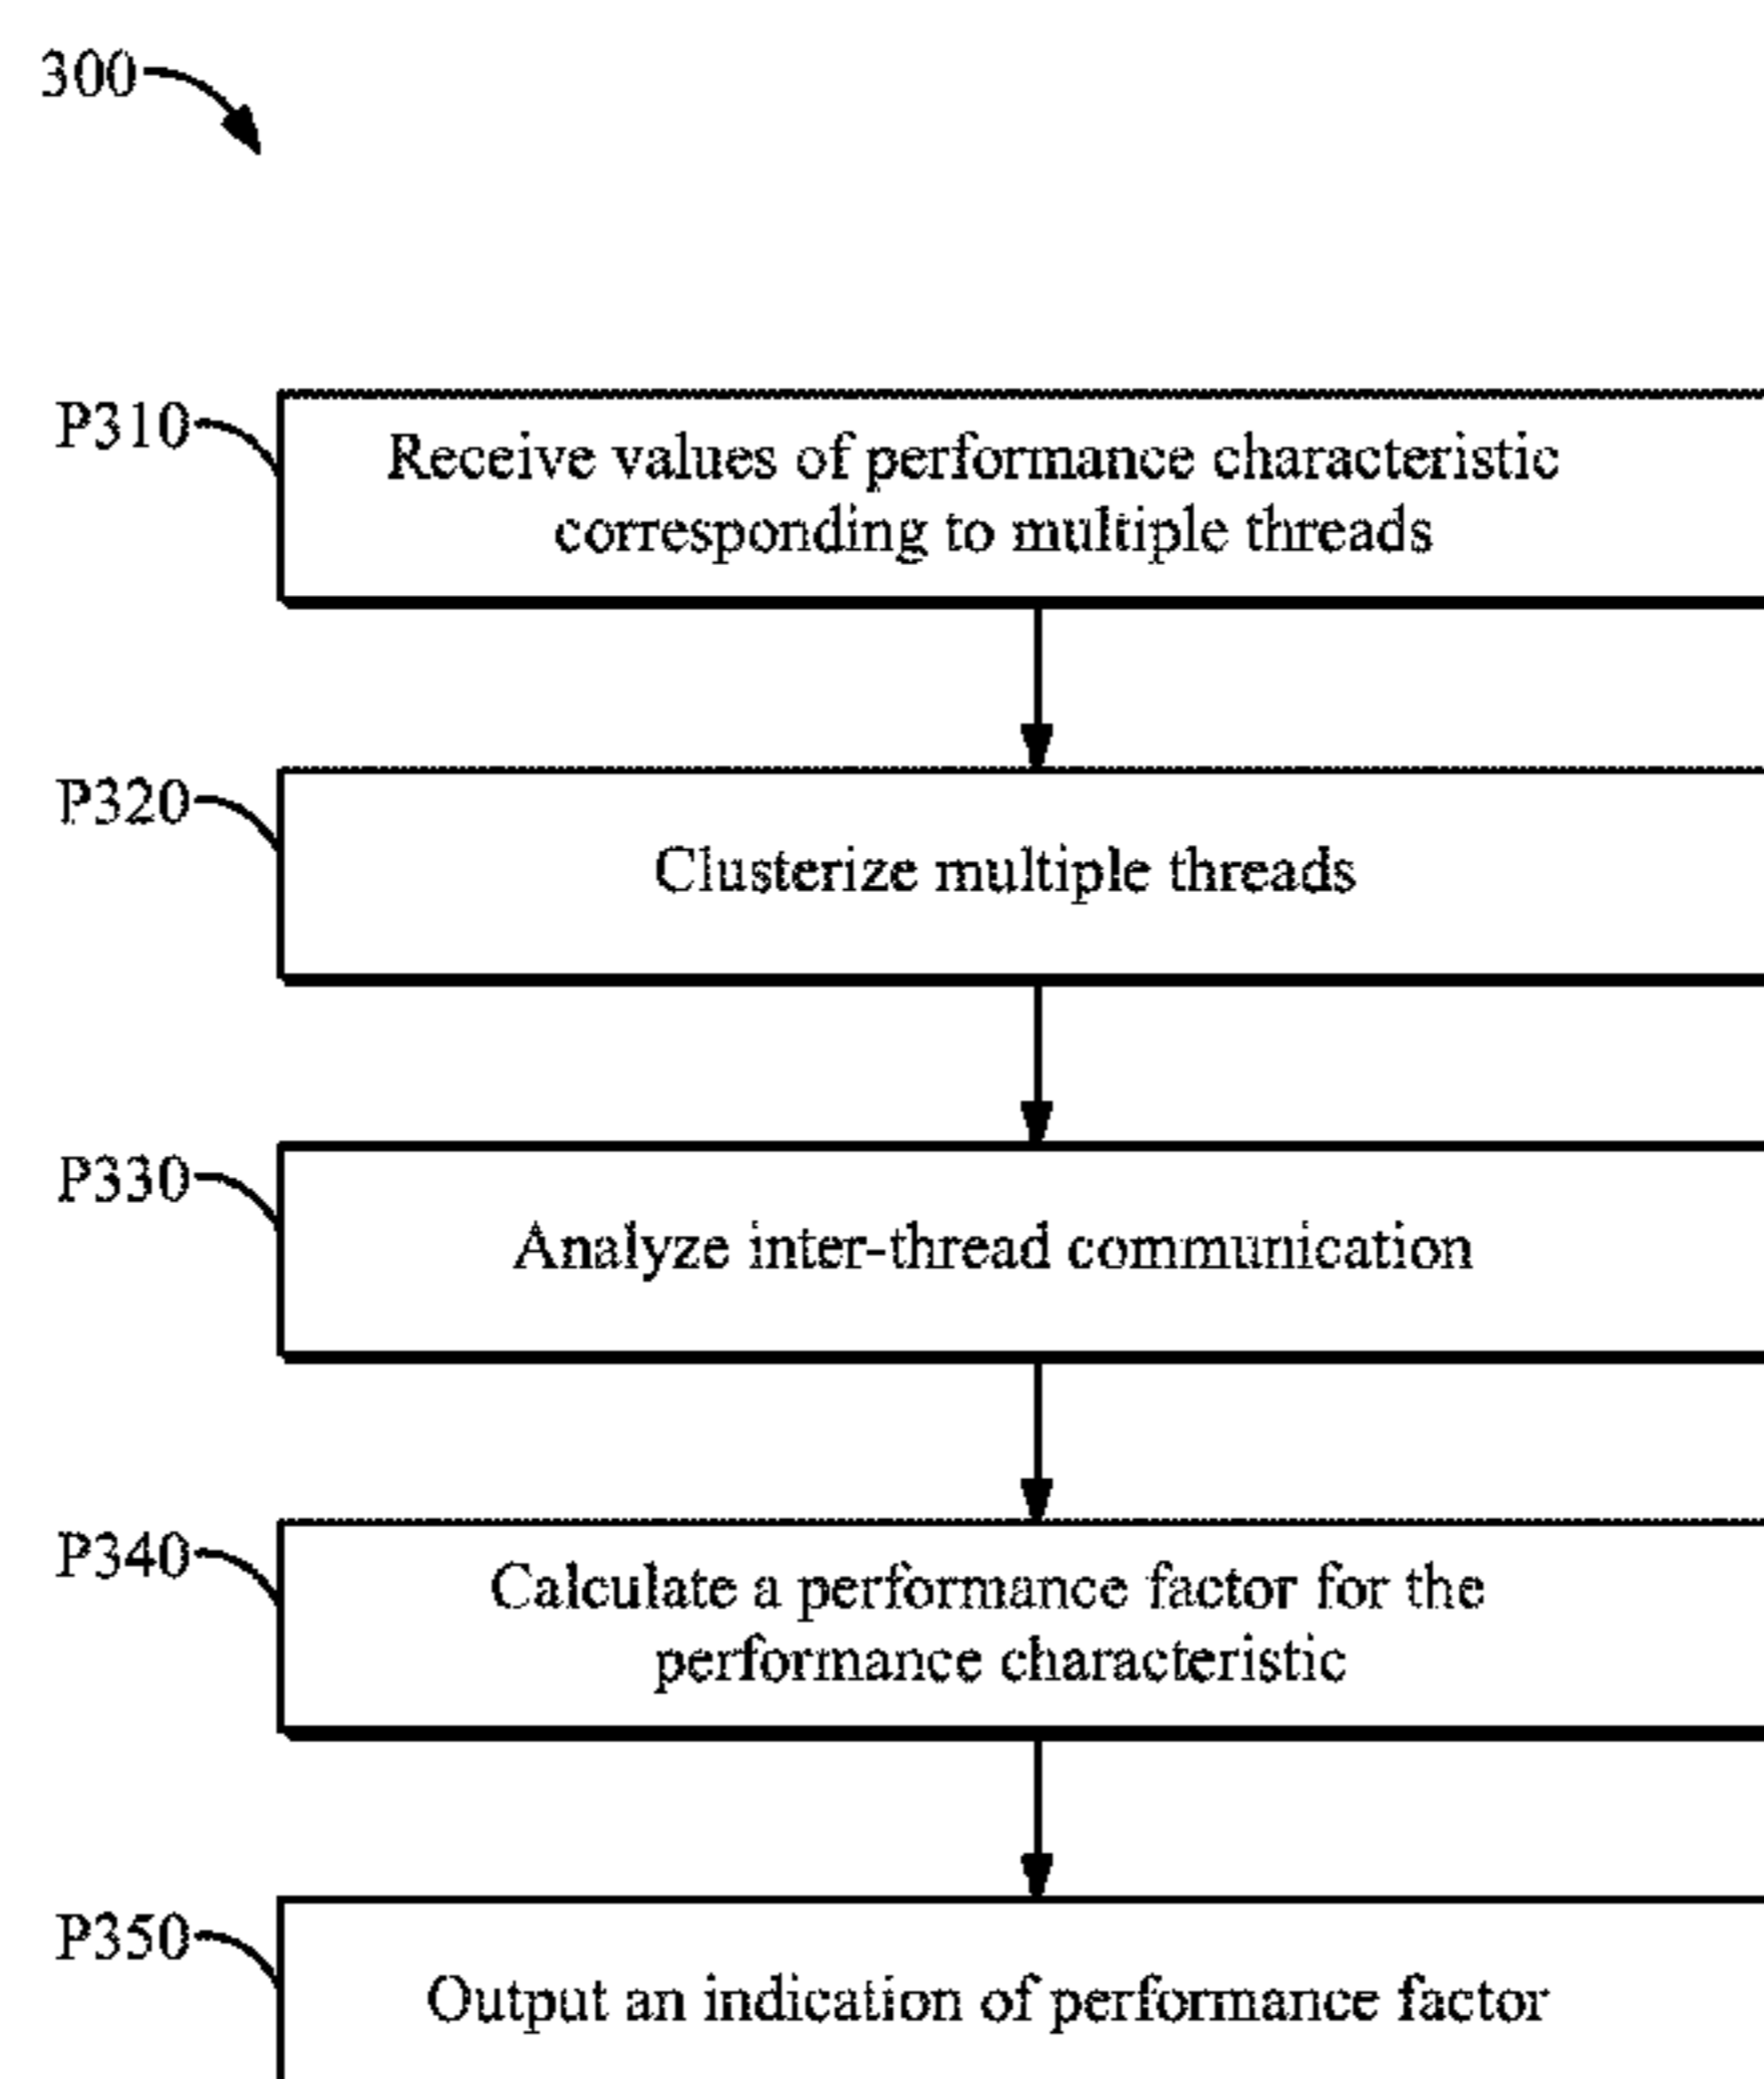 300
P310
Receive values of performance characteristic
corresponding to multiple threads
P320
Clusterize multiple threads
P330
Analyze inter-thread communication
P340
Calculate a performance factor for the
performance characteristic
P350
Output an indication of performance factor